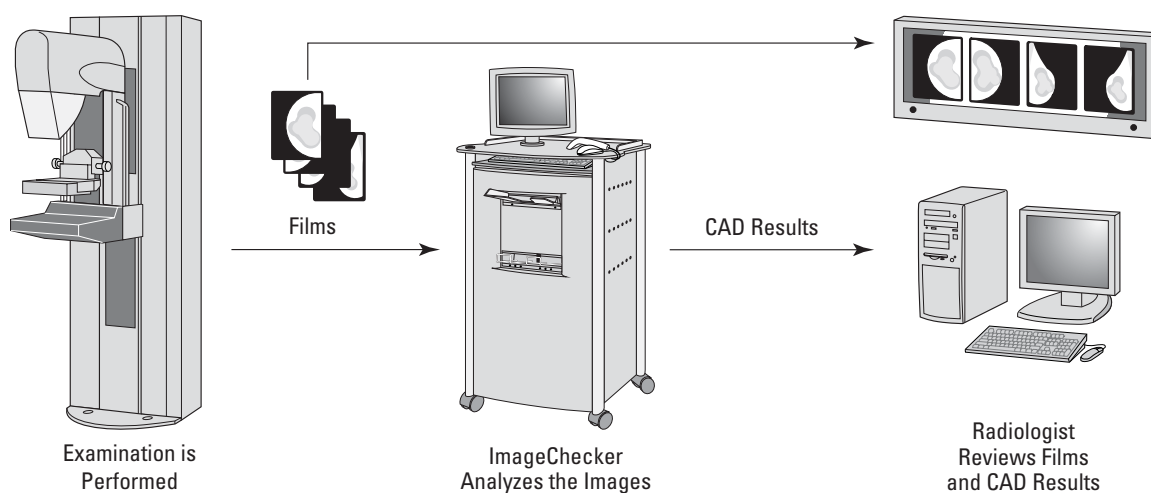 Films
CAD Results
Examination is
Performed
ImageChecker
Analyzes the Images
Radiologist
Reviews Films
and CAD Results